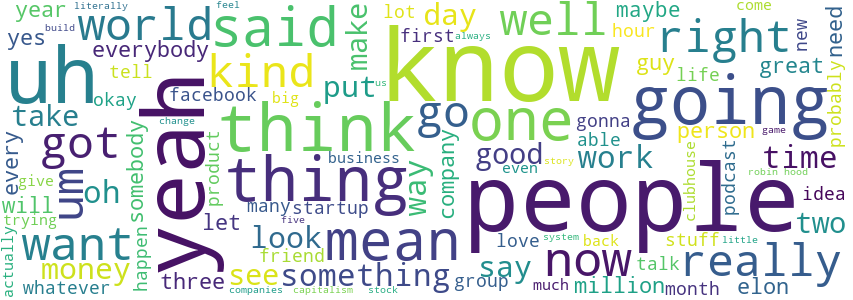 year
literally
feel
world
said
well
day
lot
maybe
come
build
yes
everybody
make
first
always
hour
new
need
uh
yeah
kind
know
right
tell
put
us
guy
great
okay
facebook
big
life
probably
take
think
go
one
gonna
person
game
change
able
going
every
got
somebody
product
thing
way
company
business
good
work
time
even
story
robin hood
um
oh
give
will
many
startup
people
clubhouse
podcast
idea
trying
let
five
mean
love
two
want
look
system
back
stuff
little
actually
happen
friend
say
now
talk
really
money
three
see
something
group
million
elon
whatever
companies
capitalism
stock
much
month